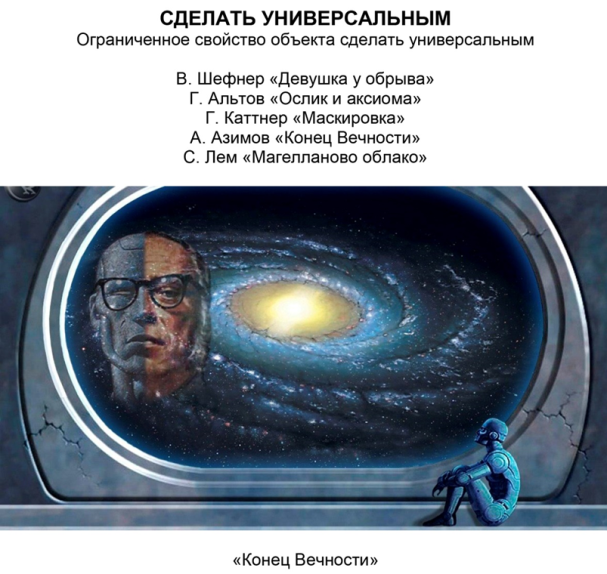 СДЕЛАТЬ УНИВЕРСАЛЬНЫМ
Ограниченное свойство объекта сделать универсальным
В. Шефнер «Девушка у обрыва»
Г. Альтов «Ослик и аксиома»
Г. Каттнер «Маскировка»
А. Азимов «Конец Вечности»
С. Лем «Магелланово облако»
«Конец Вечности»